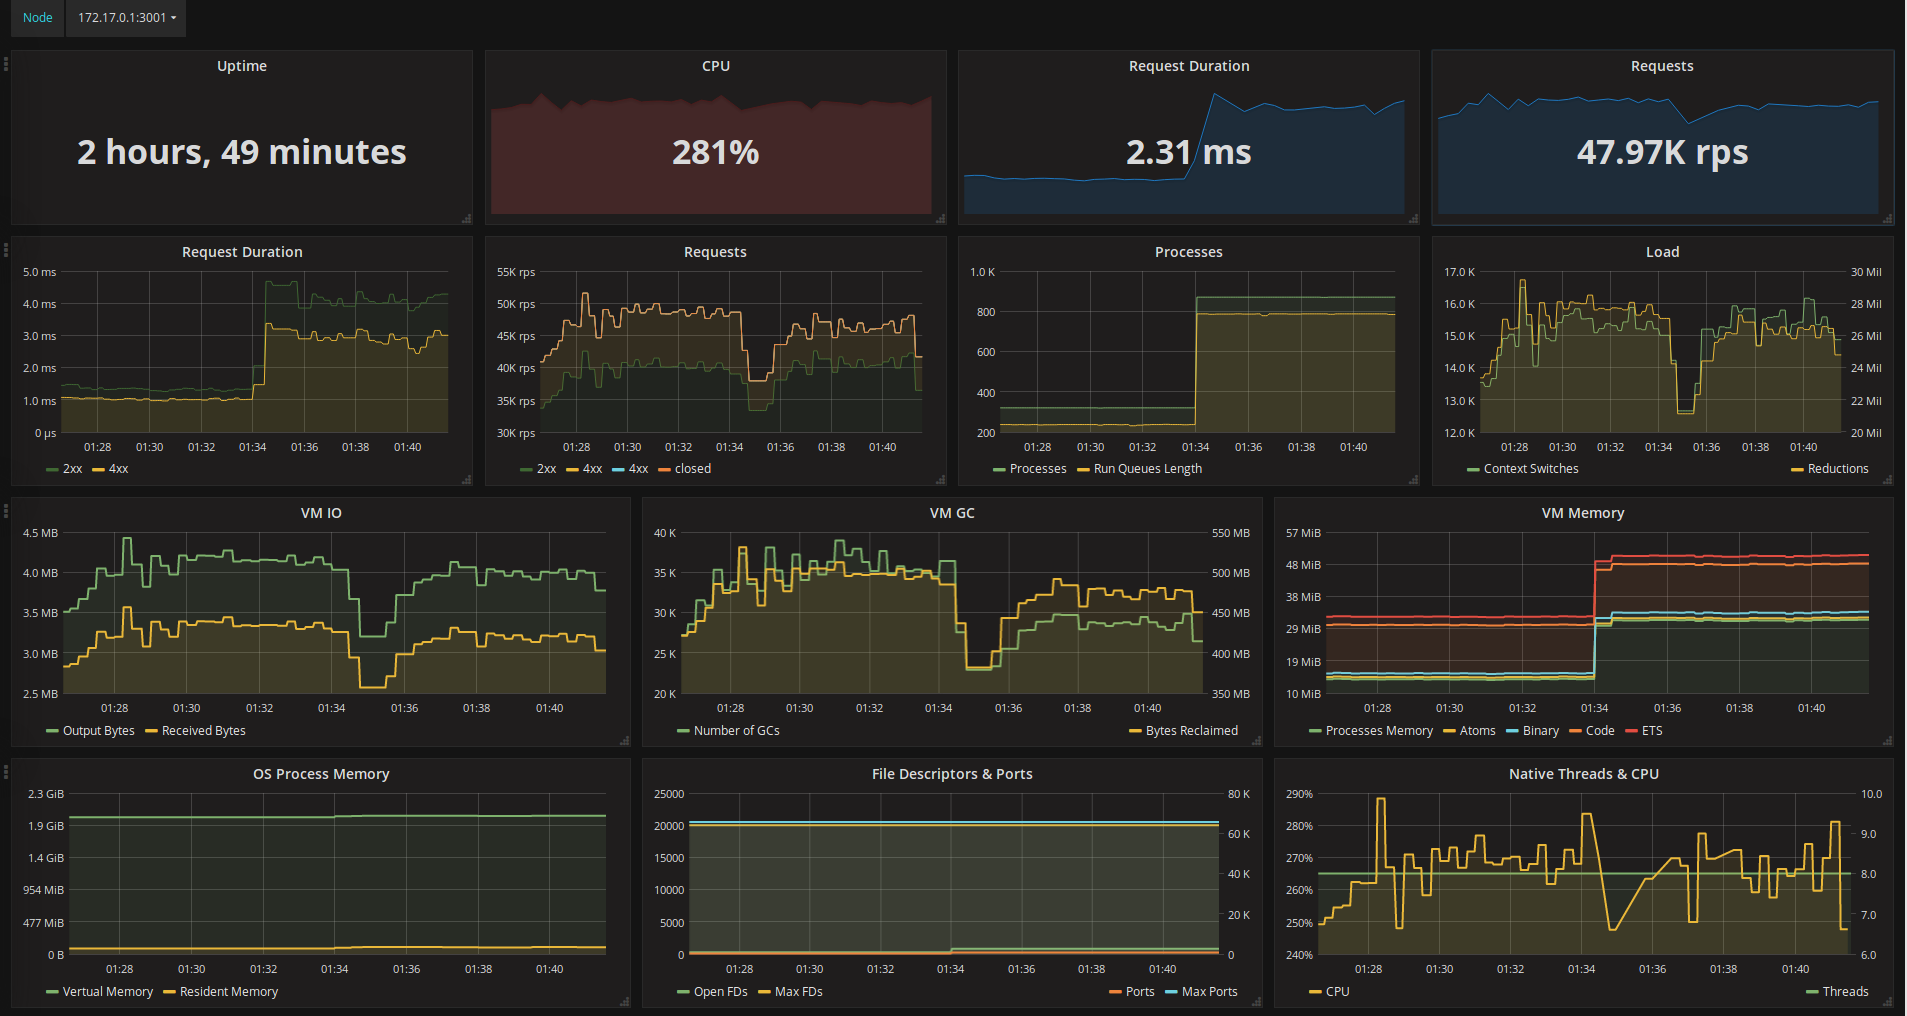 Node 172.17.0.1:3001
Uptime
2 hours, 49 minutes
CPU
281%
Request Duration
2.31 ms
Requests
47.97K rps
Request Duration
5.0 ms
4.0 ms
3.0 ms
2.0 ms
1.0 ms
0 µs
01:28 01:30 01:32 01:34 01:36 01:38 01:40
2xx 4xx
Requests
55K rps
50K rps
45K rps
40K rps
35K rps
30K rps
01:28 01:30 01:32 01:34 01:36 01:38 01:40
2xx 4xx 4xx closed
Processes
1.0 K
800
600
400
200
01:28 01:30 01:32 01:34 01:36 01:38 01:40
Processes Run Queues Length
Load
17.0 K 30 Mil
16.0 K 28 Mil
15.0 K 26 Mil
14.0 K 24 Mil
13.0 K 22 Mil
12.0 K 20 Mil
01:28 01:30 01:32 01:34 01:36 01:38 01:40
Context Switches Reductions
VM IO
4.5 MB
4.0 MB
3.5 MB
3.0 MB
2.5 MB
01:28 01:30 01:32 01:34 01:36 01:38 01:40
Output Bytes Received Bytes
VM GC
40 K 550 MB
35 K 500 MB
30 K 450 MB
25 K 400 MB
20 K 350 MB
01:28 01:30 01:32 01:34 01:36 01:38 01:40
Number of GCs Bytes Reclaimed
VM Memory
57 MiB
48 MiB
38 MiB
29 MiB
19 MiB
10 MiB
01:28 01:30 01:32 01:34 01:36 01:38 01:40
Processes Memory Atoms Binary Code ETS
OS Process Memory
2.3 GiB
1.9 GiB
1.4 GiB
954 MiB
477 MiB
0 B
01:28 01:30 01:32 01:34 01:36 01:38 01:40
Vertual Memory Resident Memory
File Descriptors & Ports
25000 80 K
20000 60 K
15000 40 K
10000 20 K
5000 0
0
01:28 01:30 01:32 01:34 01:36 01:38 01:40
Open FDs Max FDs Ports Max Ports
Native Threads & CPU
290% 10.0
280% 9.0
270% 8.0
260% 7.0
250% 6.0
240%
01:28 01:30 01:32 01:34 01:36 01:38 01:40
CPU Threads